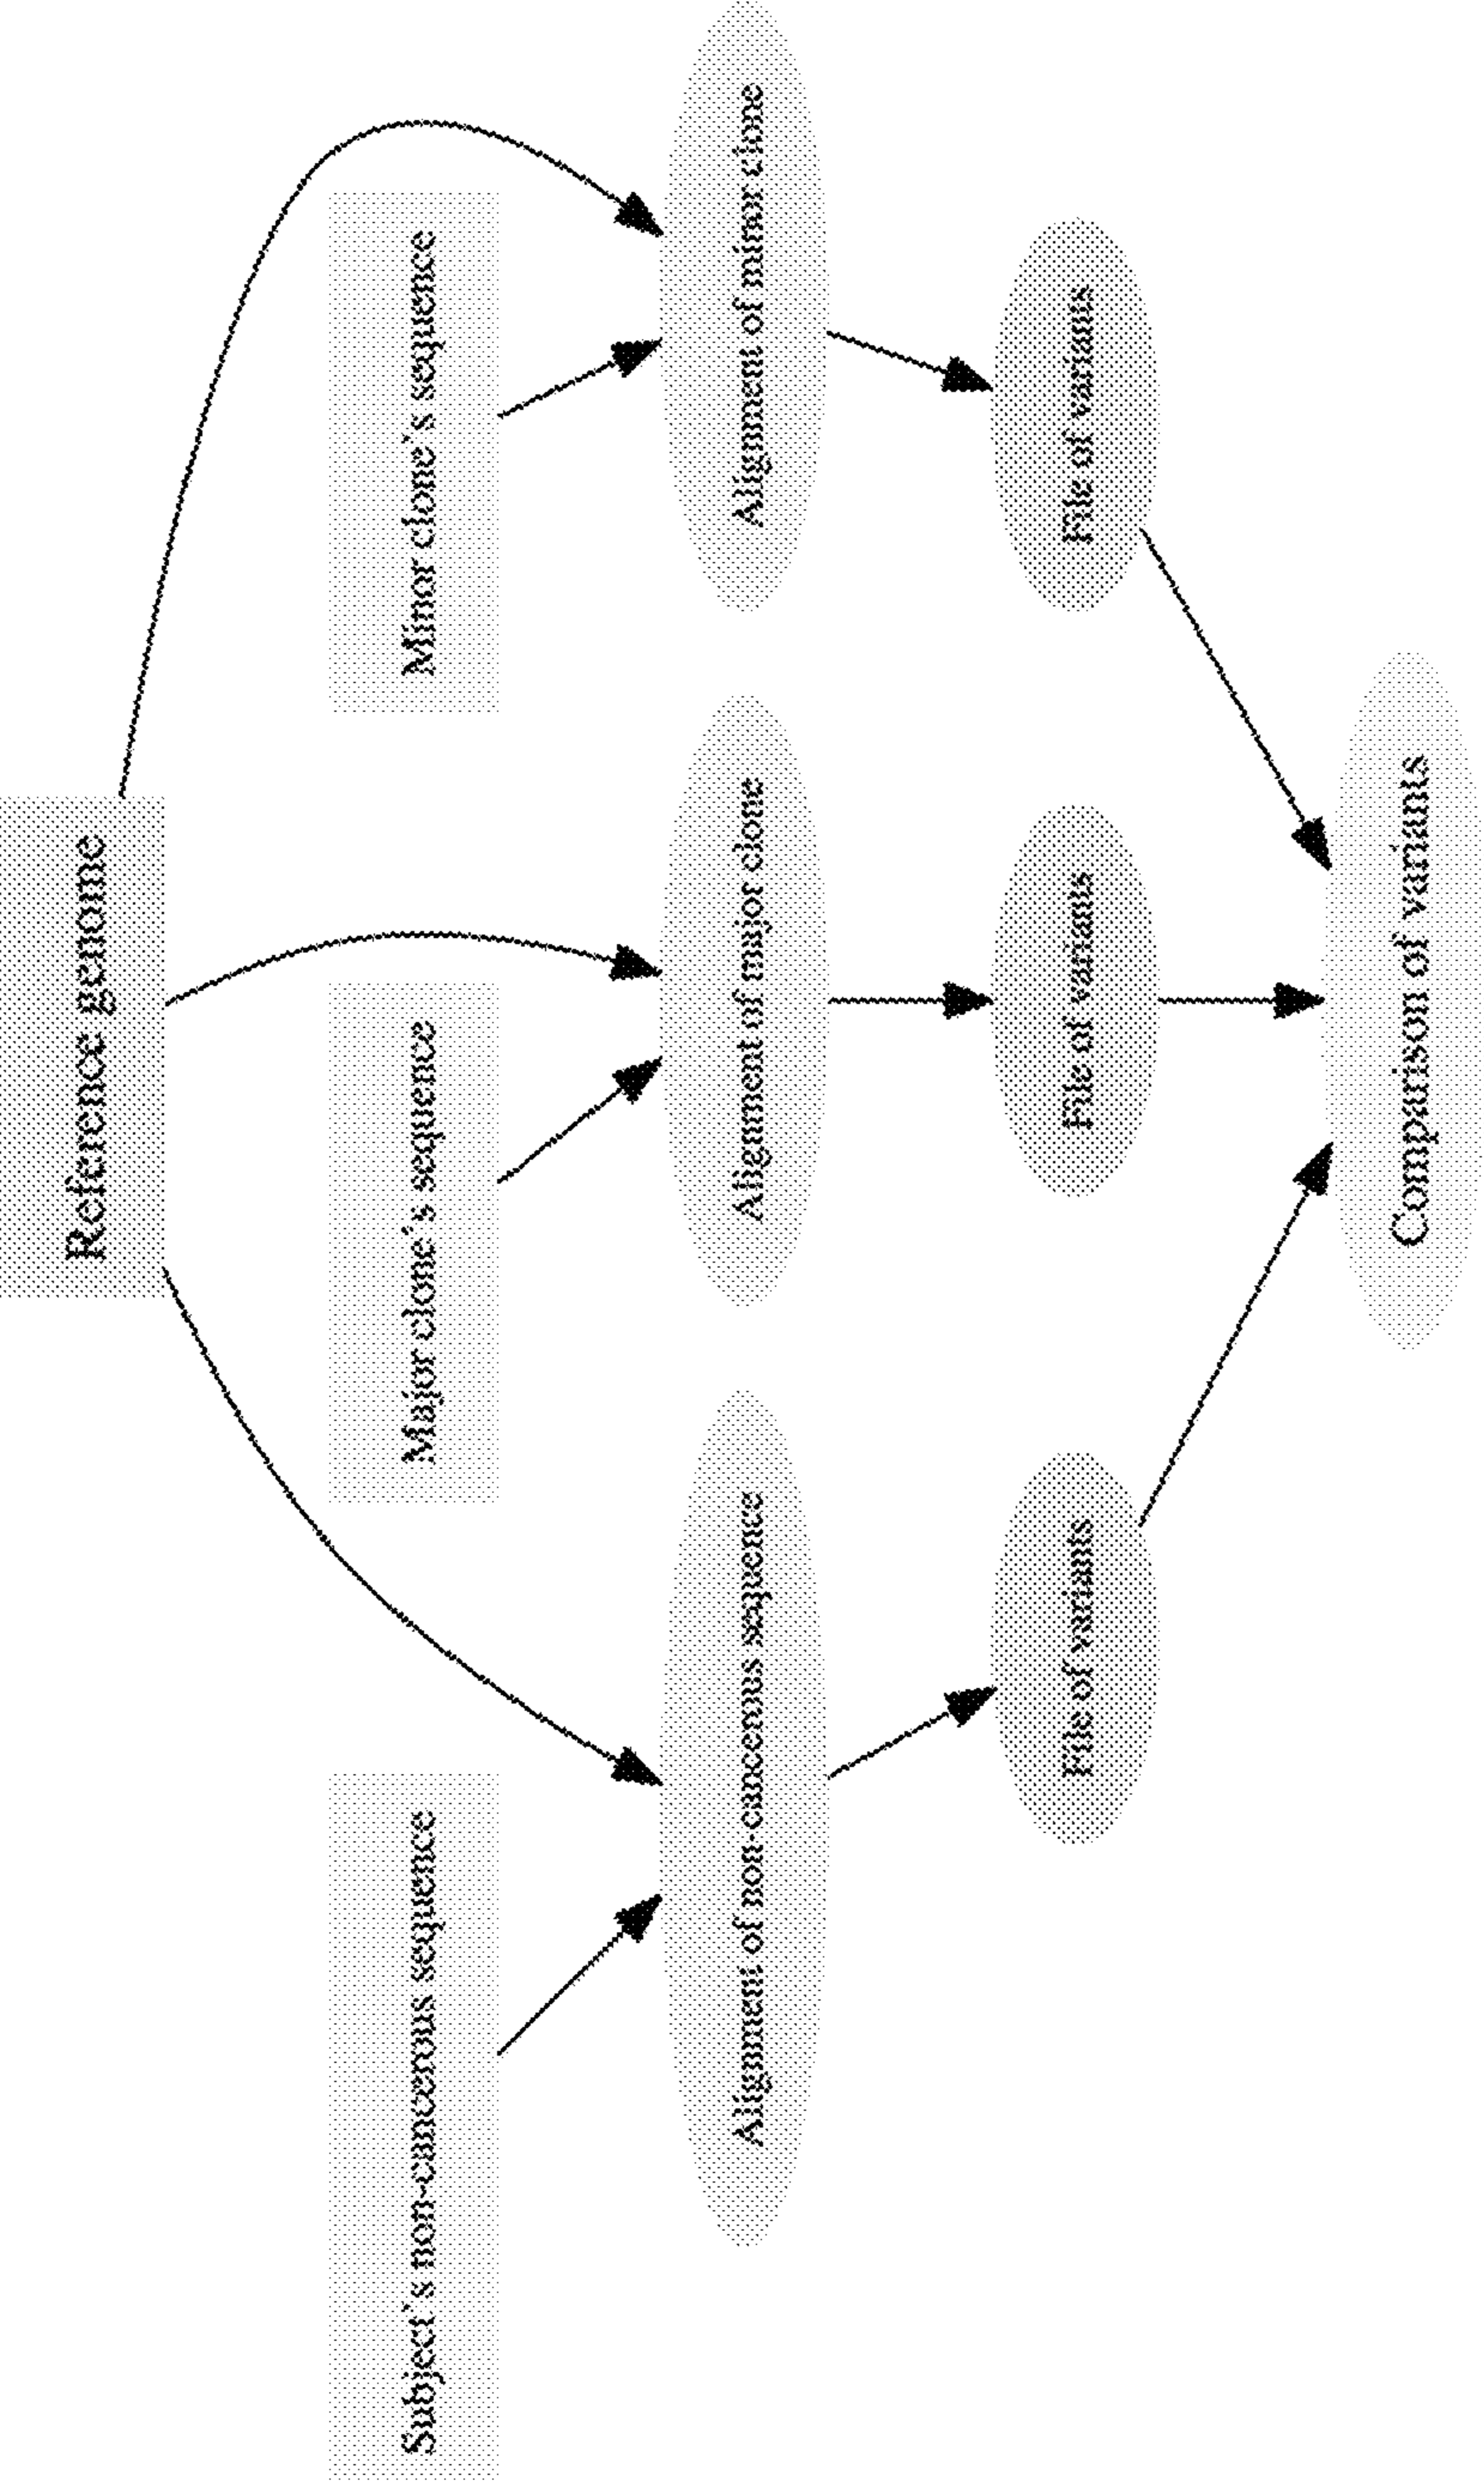 Reference genome
Subject's non-cancerous sequence
Major clone's sequence
Minor clone's sequence
Alignment of non-cancerous sequence
Alignment of major clone
Alignment of minor clone
File of variants
File of variants
File of variants
Comparison of variants